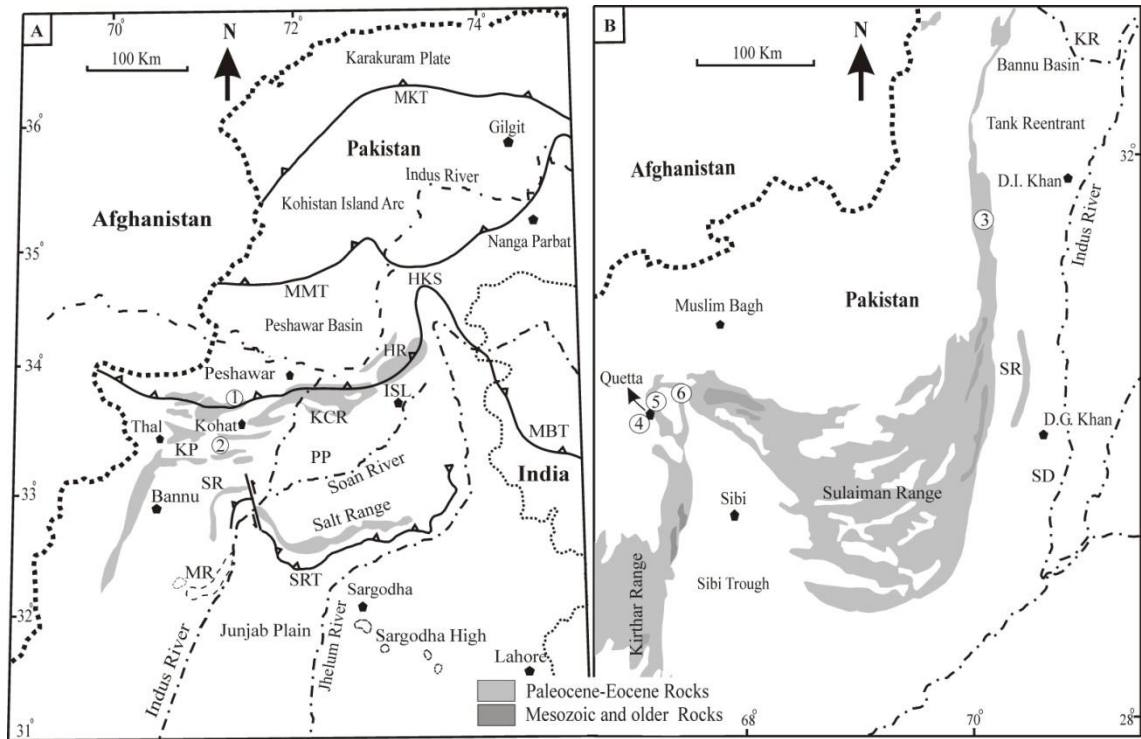 A
70°
72°
74°
N
100 Km
Karakuram Plate
MKT
36°
Gilgit
Pakistan
Indus River
Afghanistan
Kohistan Island Arc
Nanga Parbat
35°
MMT
HKS
Peshawar Basin
34°
HR
Peshawar
1
ISL
KCR
Thal
Kohat
KP
2
MBT
PP
India
Soan River
33°
SR
Bannu
Salt Range
MR
SRT
Sargodha
32°
Junjab Plain
Sargodha High
Indus River
Jhelum River
Lahore
31°
B
N
KR
100 Km
Bannu Basin
Tank Reentrant
32°
Afghanistan
D.I. Khan
3
Indus River
Pakistan
Muslim Bagh
Quetta
5
6
SR
4
D.G. Khan
SD
Sibi
Sulaiman Range
Kirthar Range
Sibi Trough
Paleocene-Eocene Rocks
Mesozoic and older Rocks
68°
70°
28°